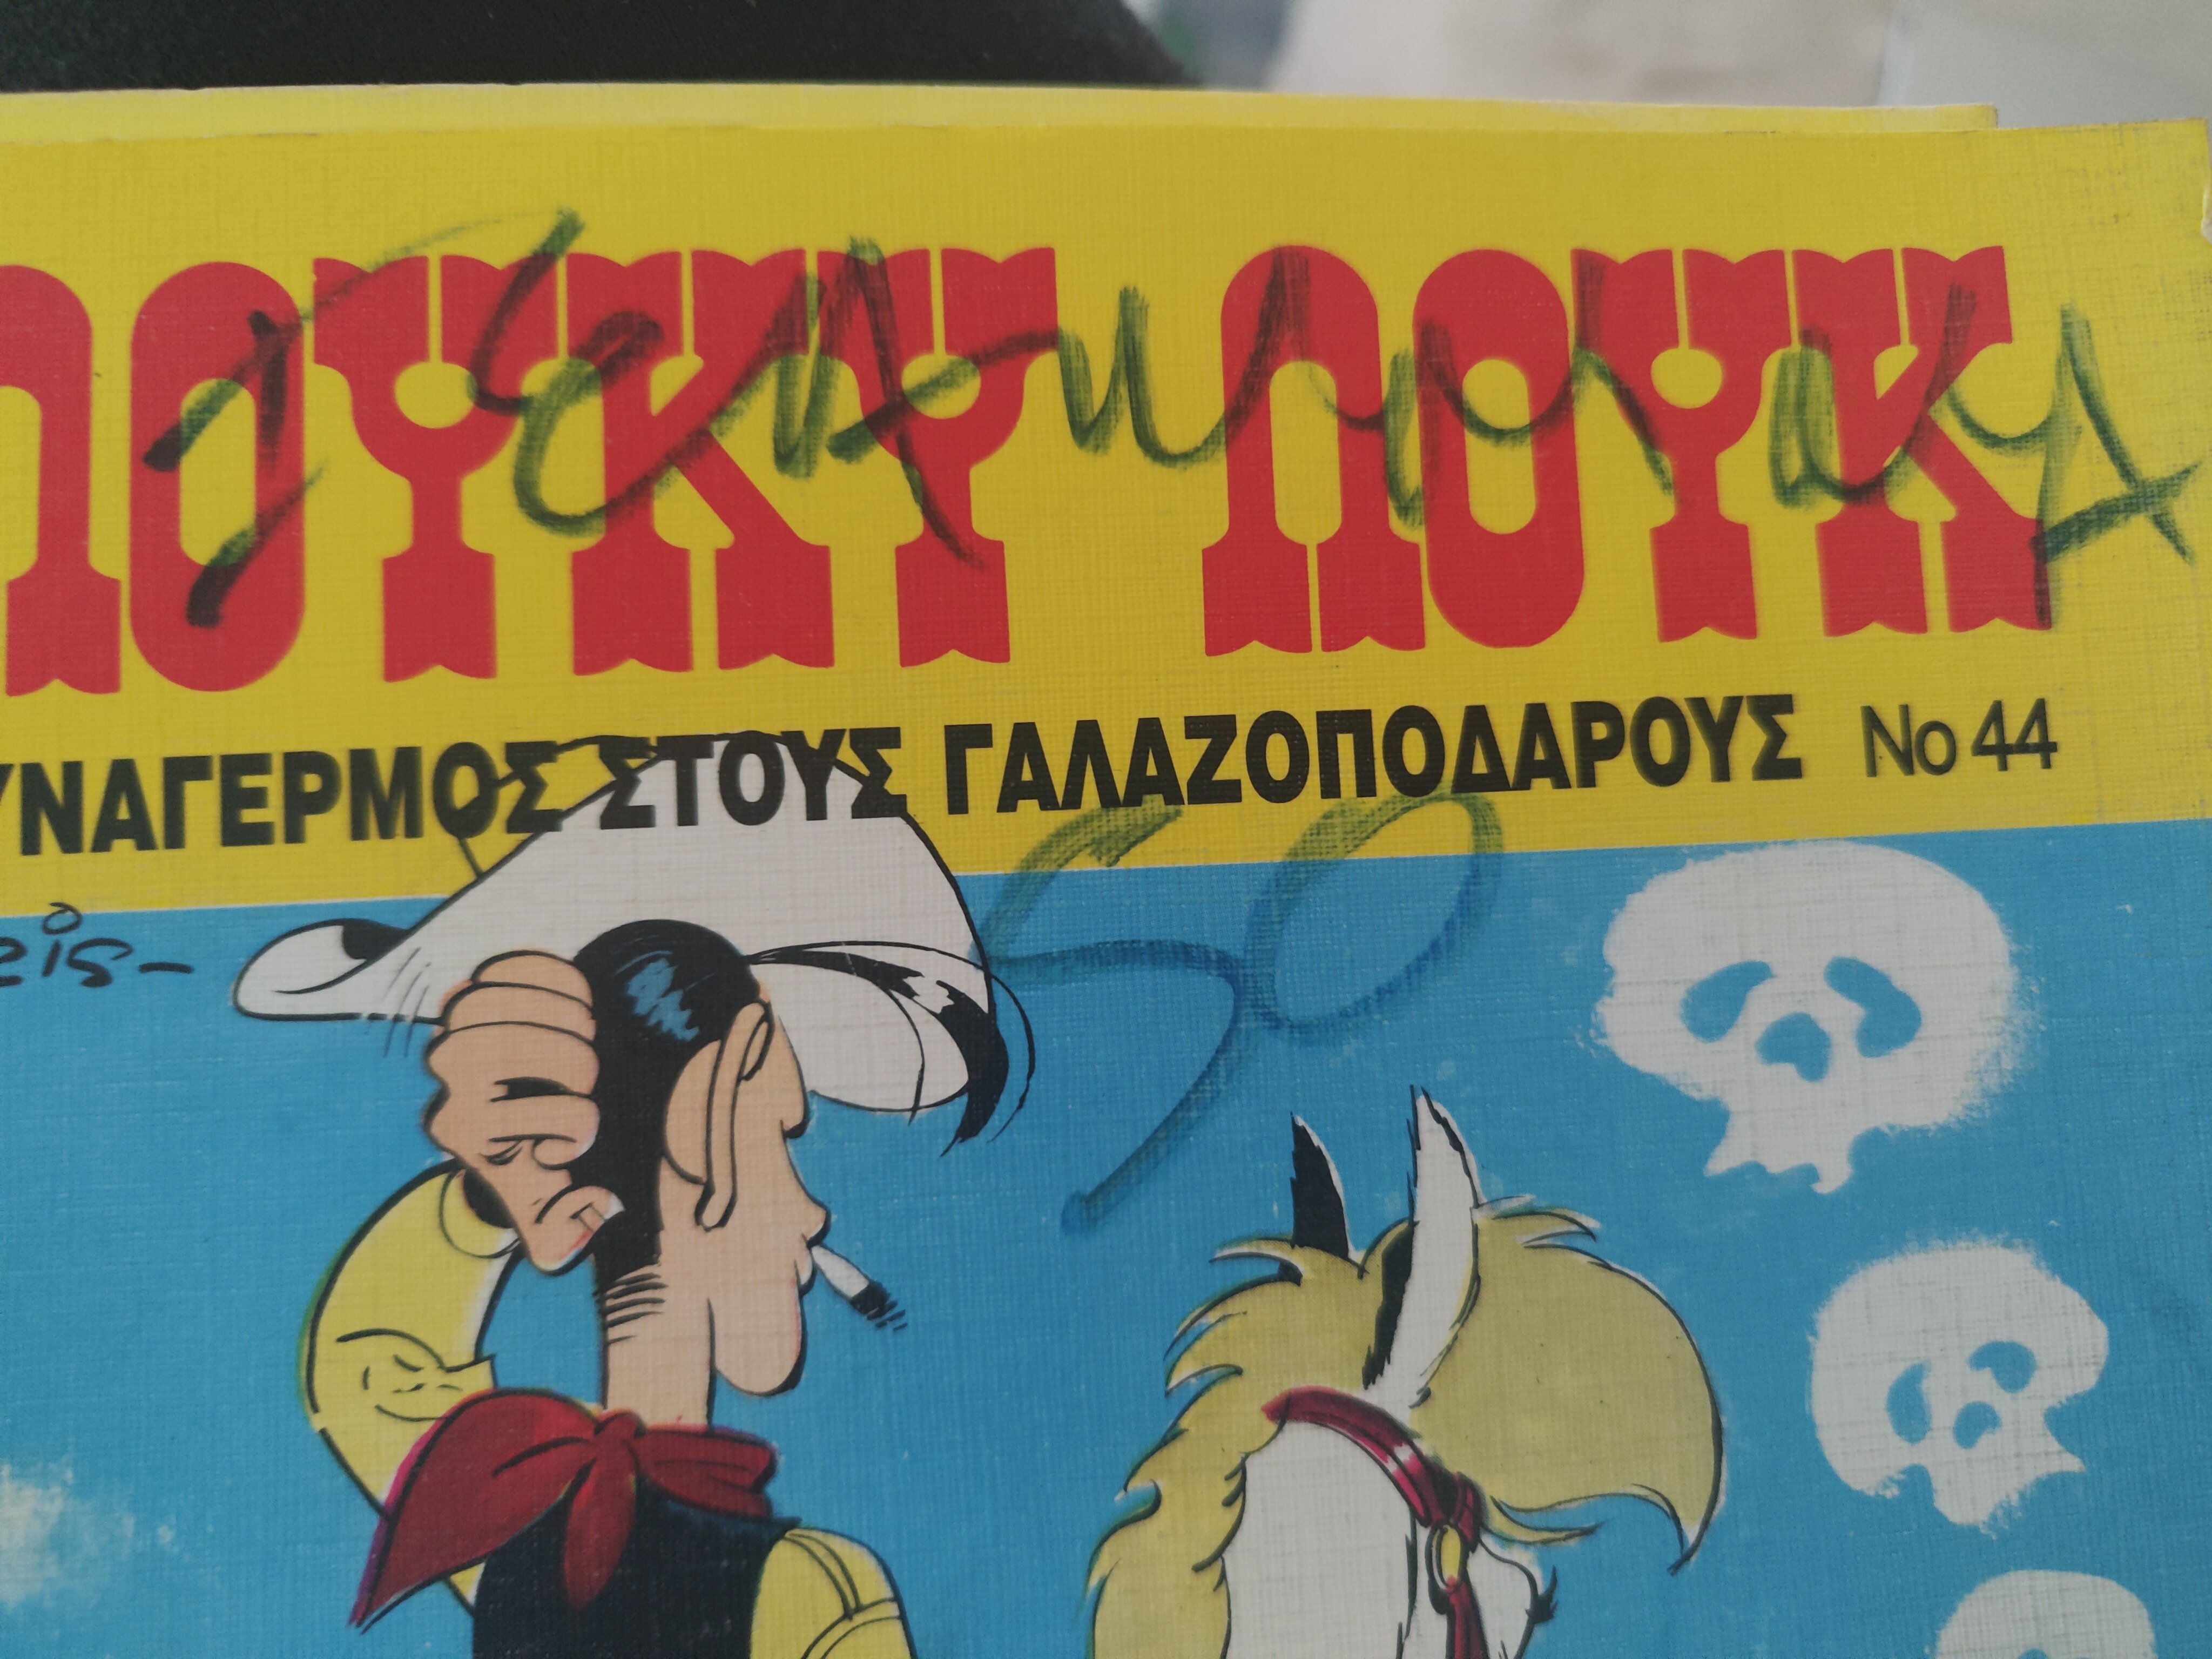 ΛΟΥΚΥ ΛΟΥΚ
ΥΝΑΓΕΡΜΟΣ ΣΤΟΥΣ ΓΑΛΑΖΟΠΟΔΑΡΟΥΣ No 44
50